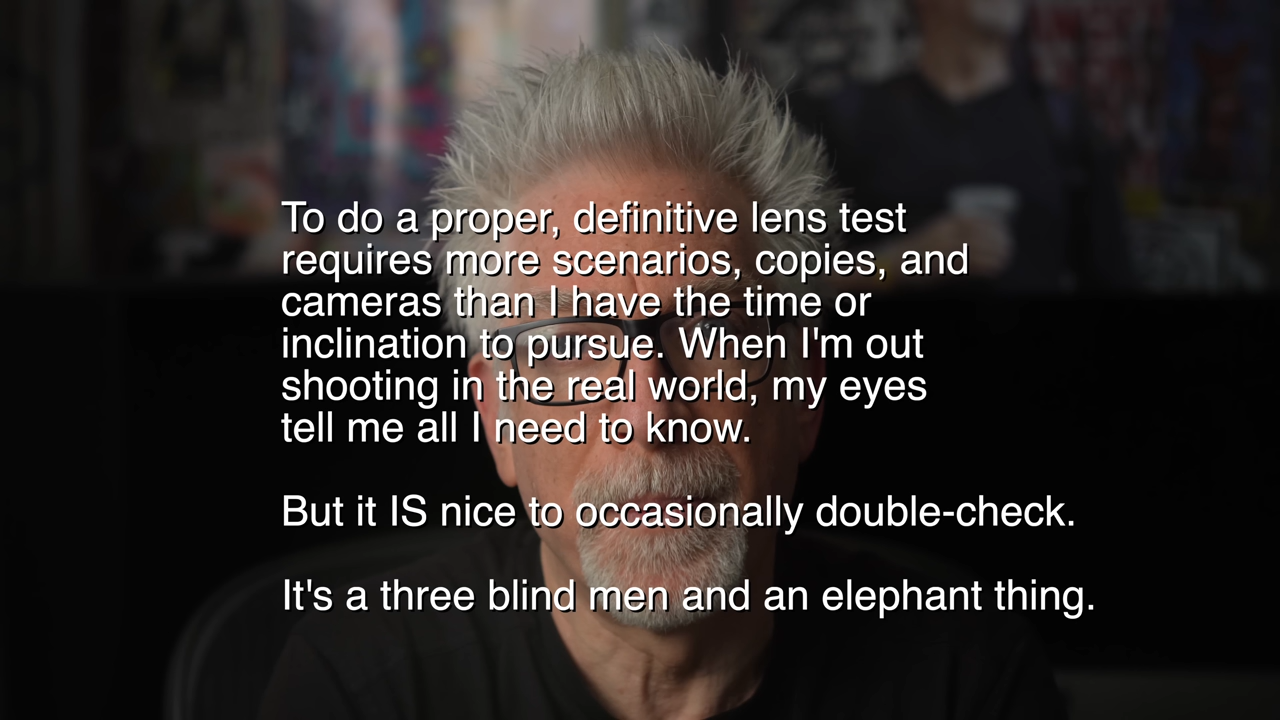 To do a proper, definitive lens test
requires more scenarios, copies, and
cameras than I have the time or
inclination to pursue. When I'm out
shooting in the real world, my eyes
tell me all I need to know.
But it IS nice to occasionally double-check.
It's a three blind men and an elephant thing.